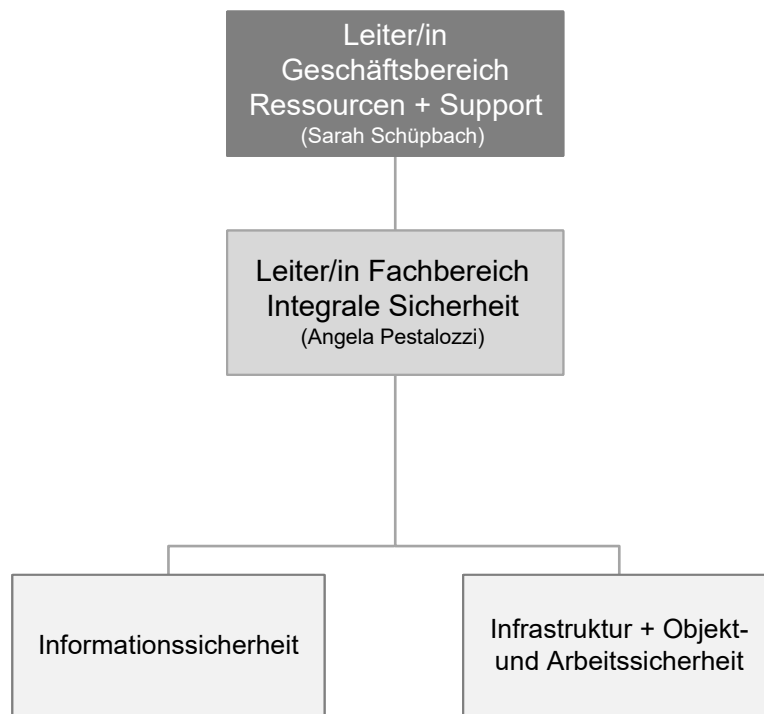 Leiter/in
Geschäftsbereich
Ressourcen + Support
(Sarah Schüpbach)
Leiter/in Fachbereich
Integrale Sicherheit
(Angela Pestalozzi)
Informationssicherheit
Infrastruktur + Objekt-
und Arbeitssicherheit